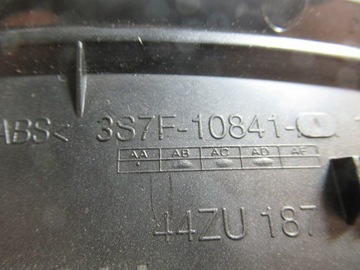 ABS< 3S7F-10841-
AA AB AC AD AE
44ZU 187